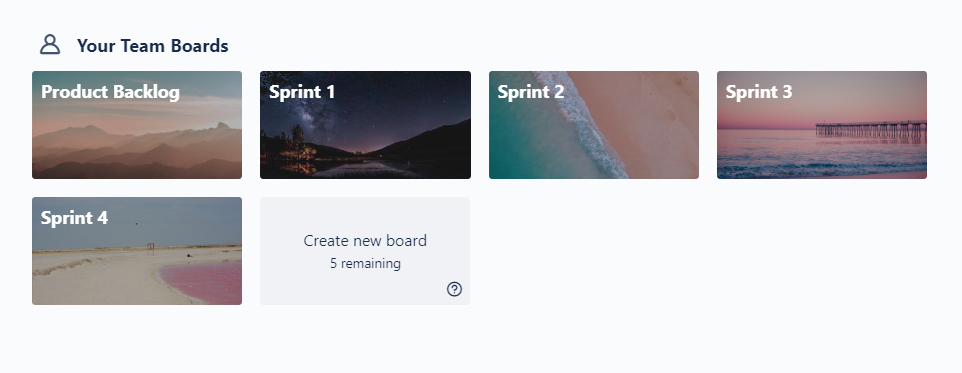 Your Team Boards
Product Backlog
Sprint 1
Sprint 2
Sprint 3
Sprint 4
Create new board
5 remaining